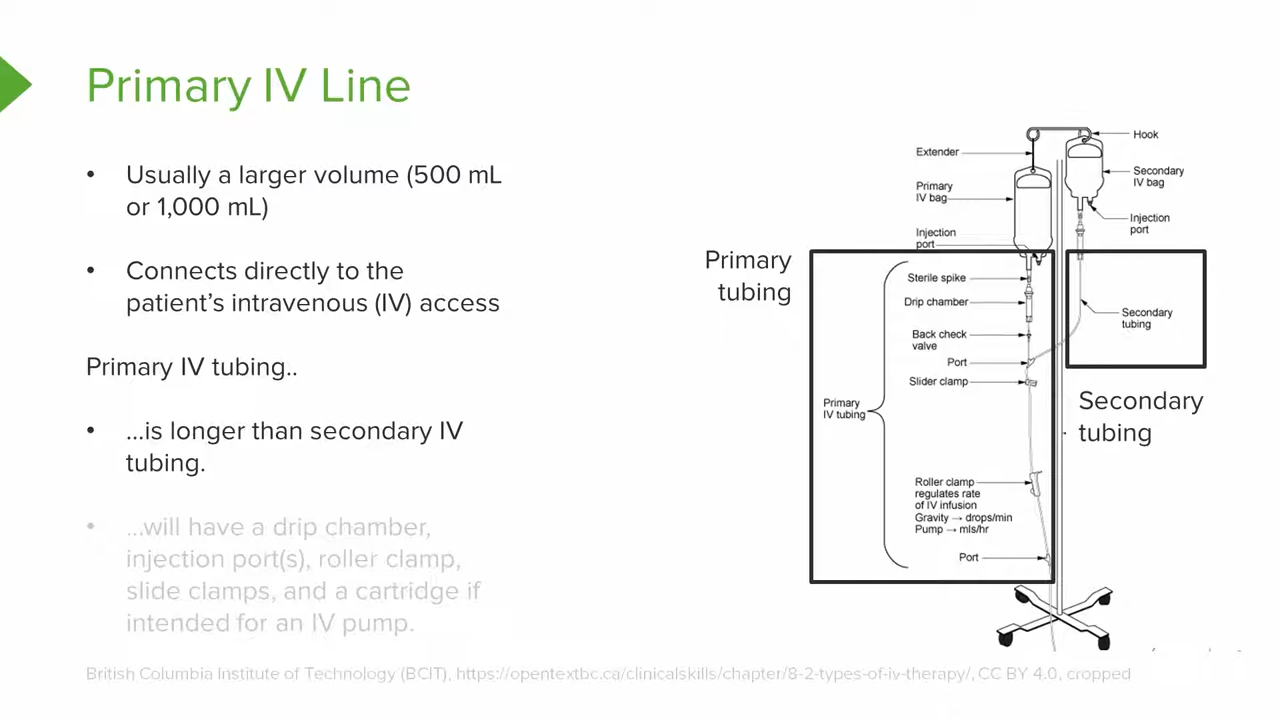 Primary IV Line
• Usually a larger volume (500 mL
or 1,000 mL)
• Connects directly to the
patient's intravenous (IV) access
Primary IV tubing..
• ...is longer than secondary IV
tubing.
• ...will have a drip chamber,
injection port(s), roller clamp,
slide clamps, and a cartridge if
intended for an IV pump.
Hook
Extender
Secondary
IV bag
Primary
IV bag
Injection
port
Injection
port
Primary
tubing
Sterile spike
Drip chamber
Secondary
tubing
Back check
valve
Port
Slider clamp
Primary
IV tubing
Secondary
tubing
Roller clamp
regulates rate
of IV infusion
Gravity → drops/min
Pump → mls/hr
Port
British Columbia Institute of Technology (BCIT), https://opentextbc.ca/clinicalskills/chapter/8-2-types-of-iv-therapy/, CC BY 4.0, cropped